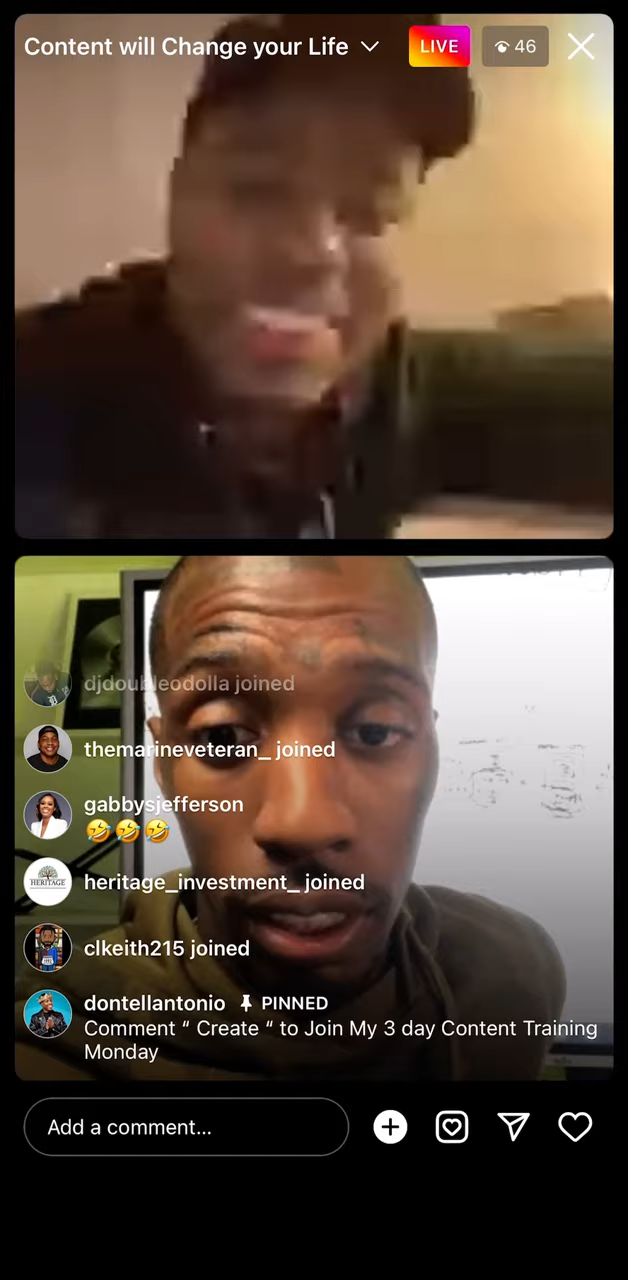 Content will Change your Life
LIVE
46
djdoubleodolla joined
themarineveteran_ joined
gabbysjefferson
🤣🤣🤣
HERITAGE
heritage_investment_ joined
clkeith215 joined
dontellantonio PINNED
Comment “ Create “ to Join My 3 day Content Training
Monday
Add a comment...